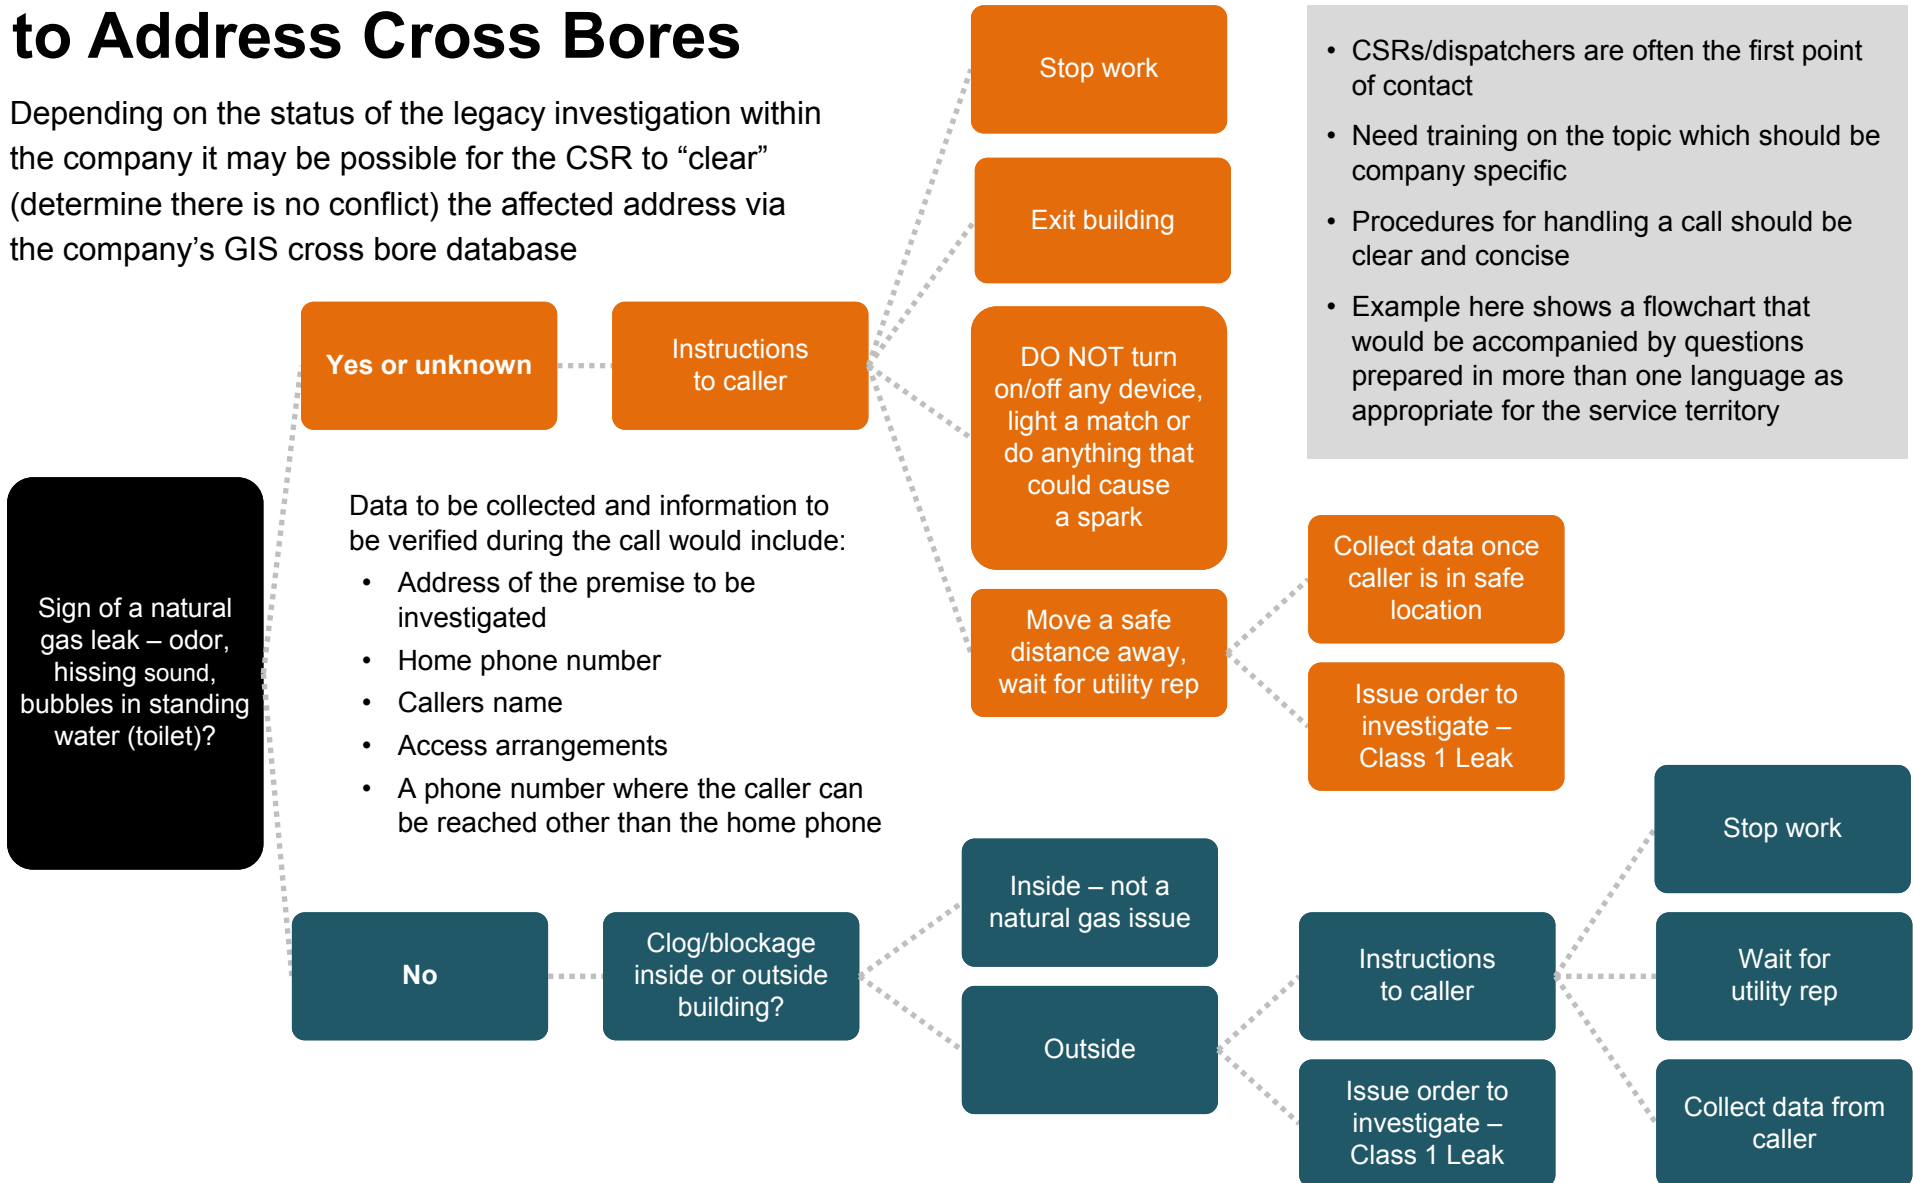 to Address Cross Bores
Depending on the status of the legacy investigation within
the company it may be possible for the CSR to “clear”
(determine there is no conflict) the affected address via
the company’s GIS cross bore database
• CSRs/dispatchers are often the first point
of contact
• Need training on the topic which should be
company specific
• Procedures for handling a call should be
clear and concise
• Example here shows a flowchart that
would be accompanied by questions
prepared in more than one language as
appropriate for the service territory
Sign of a natural
gas leak – odor,
hissing sound,
bubbles in standing
water (toilet)?
Yes or unknown
Instructions
to caller
Stop work
Exit building
DO NOT turn
on/off any device,
light a match or
do anything that
could cause
a spark
Move a safe
distance away,
wait for utility rep
Collect data once
caller is in safe
location
Issue order to
investigate –
Class 1 Leak
Data to be collected and information to
be verified during the call would include:
• Address of the premise to be
investigated
• Home phone number
• Callers name
• Access arrangements
• A phone number where the caller can
be reached other than the home phone
No
Clog/blockage
inside or outside
building?
Inside – not a
natural gas issue
Outside
Instructions
to caller
Issue order to
investigate –
Class 1 Leak
Stop work
Wait for
utility rep
Collect data from
caller